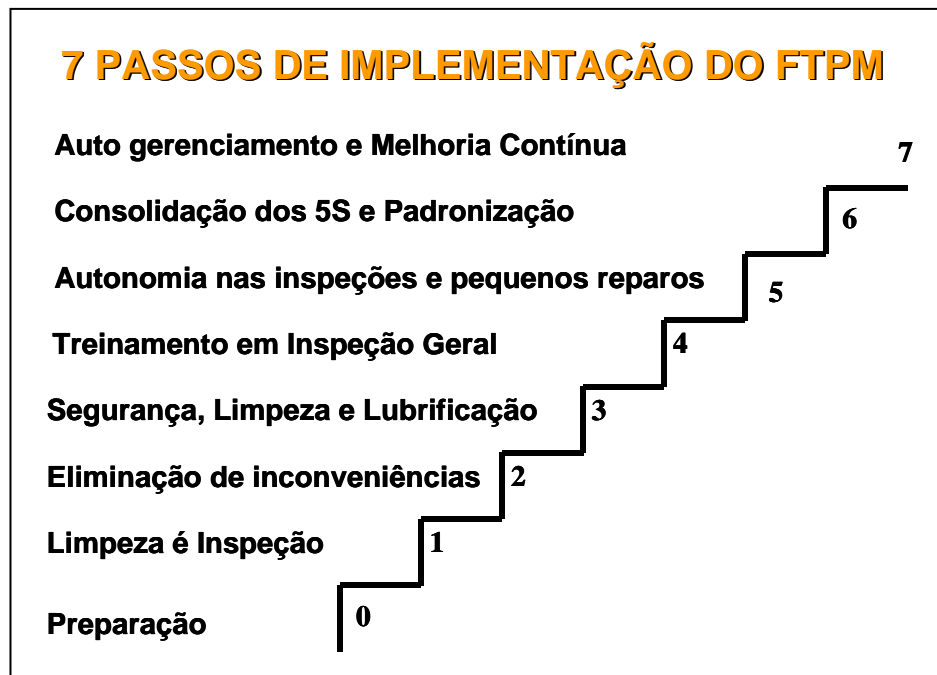 7 PASSOS DE IMPLEMENTAÇÃO DO FTPM
Auto gerenciamento e Melhoria Contínua 7
Consolidação dos 5S e Padronização 6
Autonomia nas inspeções e pequenos reparos 5
Treinamento em Inspeção Geral 4
Segurança, Limpeza e Lubrificação 3
Eliminação de inconveniências 2
Limpeza é Inspeção 1
Preparação 0